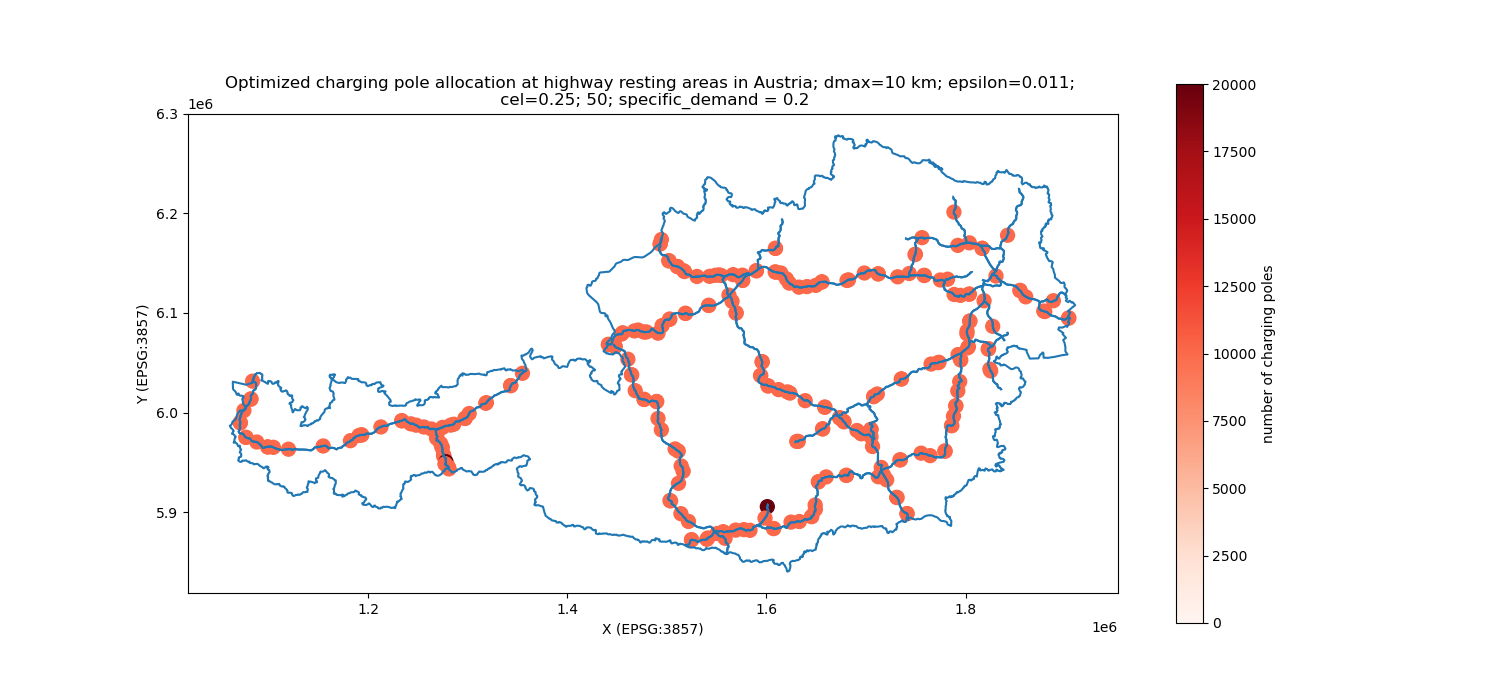 Optimized charging pole allocation at highway resting areas in Austria; dmax=10 km; epsilon=0.011;
cel=0.25; 50; specific_demand = 0.2
1e6
6.3
6.2
6.1
6.0
5.9
Y (EPSG:3857)
1.2
1.4
1.6
1.8
1e6
X (EPSG:3857)
20000
17500
15000
12500
10000
7500
5000
2500
0
number of charging poles